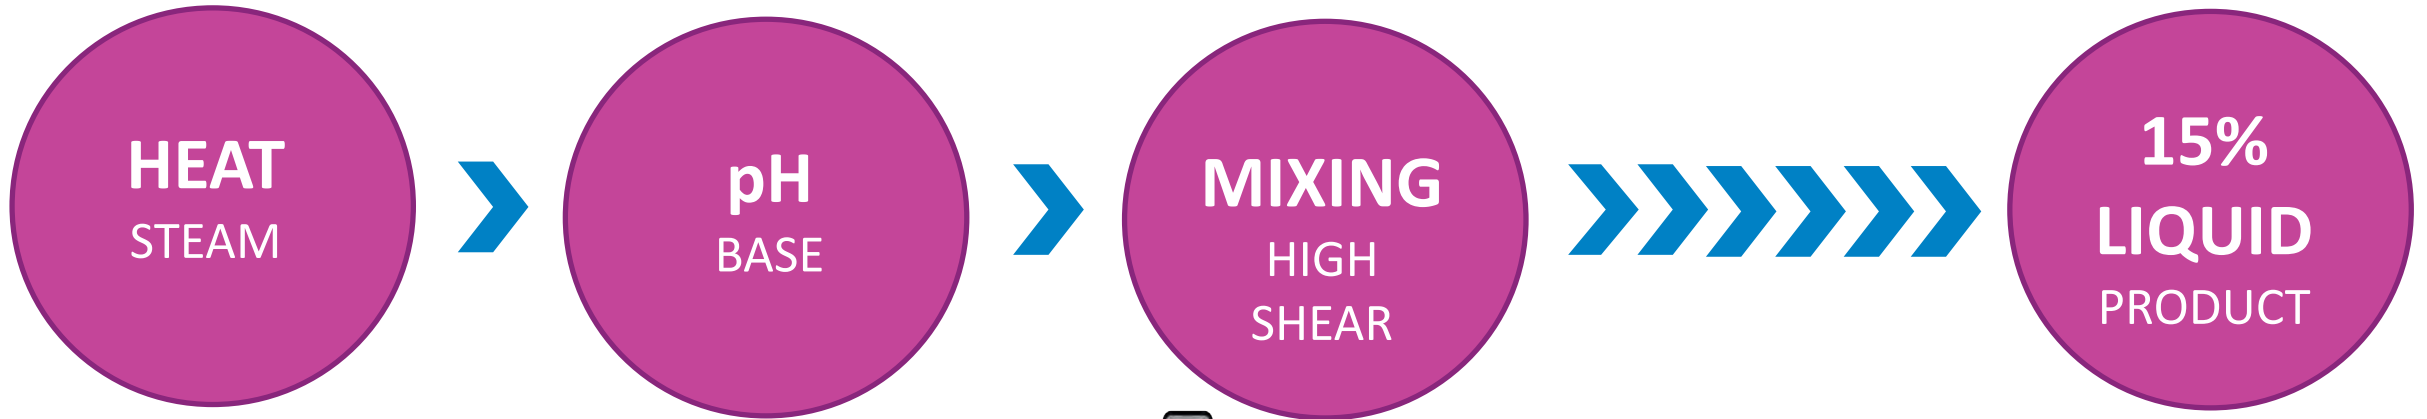 HEAT
STEAM
pH
BASE
MIXING
HIGH
SHEAR
15%
LIQUID
PRODUCT